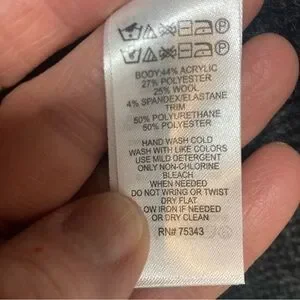 BODY:44% ACRYLIC
27% POLYESTER
25% WOOL
4% SPANDEX/ELASTANE
TRIM
50% POLYURETHANE
50% POLYESTER
HAND WASH COLD
WASH WITH LIKE COLORS
USE MILD DETERGENT
ONLY NON-CHLORINE
BLEACH
WHEN NEEDED
DO NOT WRING OR TWIST
DRY FLAT
LOW IRON IF NEEDED
OR DRY CLEAN
RN# 75343